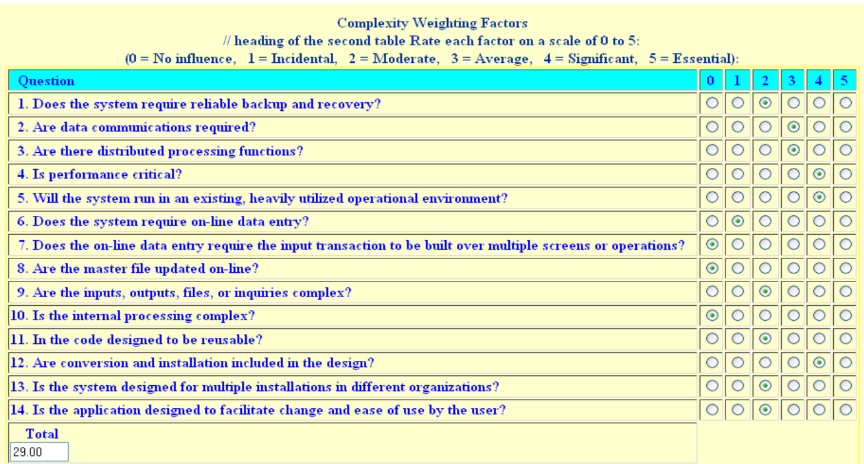 Complexity Weighting Factors
// heading of the second table Rate each factor on a scale of 0 to 5:
(0 = No influence, 1 = Incidental, 2 = Moderate, 3 = Average, 4 = Significant, 5 = Essential):
Question 0 1 2 3 4 5
1. Does the system require reliable backup and recovery?
2. Are data communications required?
3. Are there distributed processing functions?
4. Is performance critical?
5. Will the system run in an existing, heavily utilized operational environment?
6. Does the system require on-line data entry?
7. Does the on-line data entry require the input transaction to be built over multiple screens or operations?
8. Are the master file updated on-line?
9. Are the inputs, outputs, files, or inquiries complex?
10. Is the internal processing complex?
11. In the code designed to be reusable?
12. Are conversion and installation included in the design?
13. Is the system designed for multiple installations in different organizations?
14. Is the application designed to facilitate change and ease of use by the user?
Total
29.00